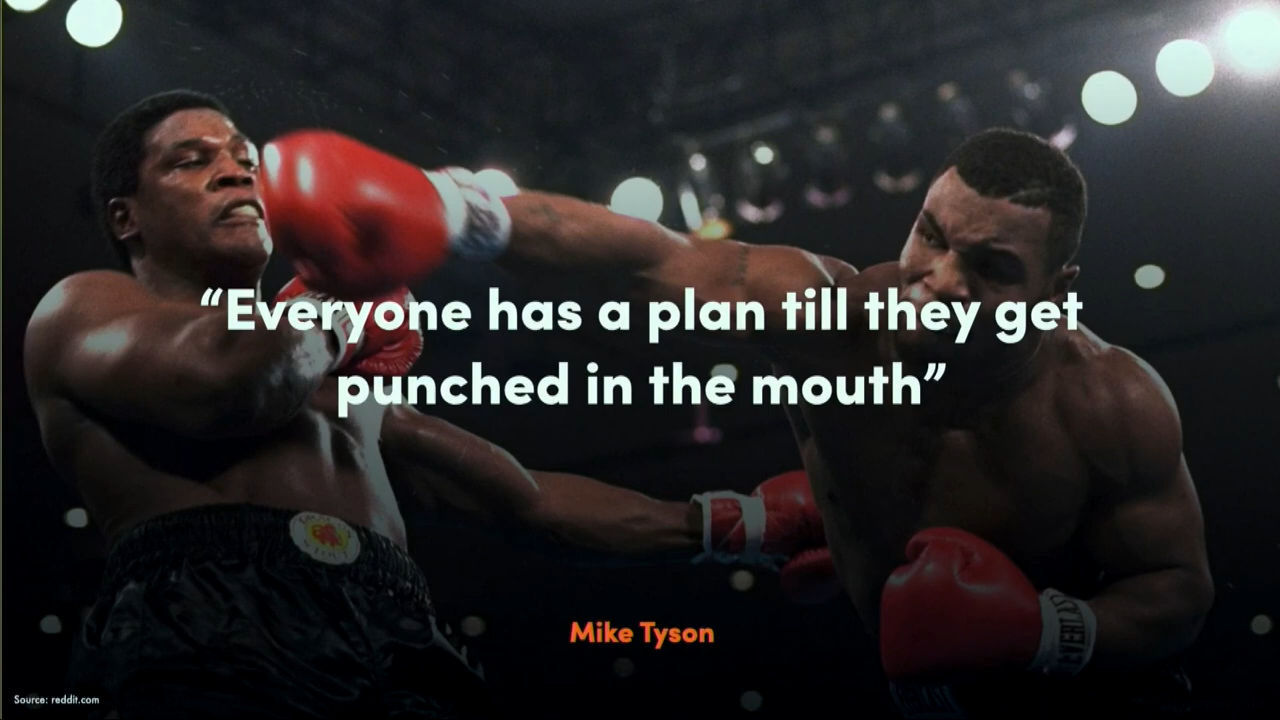 “Everyone has a plan till they get
punched in the mouth”
Mike Tyson
Source: reddit.com